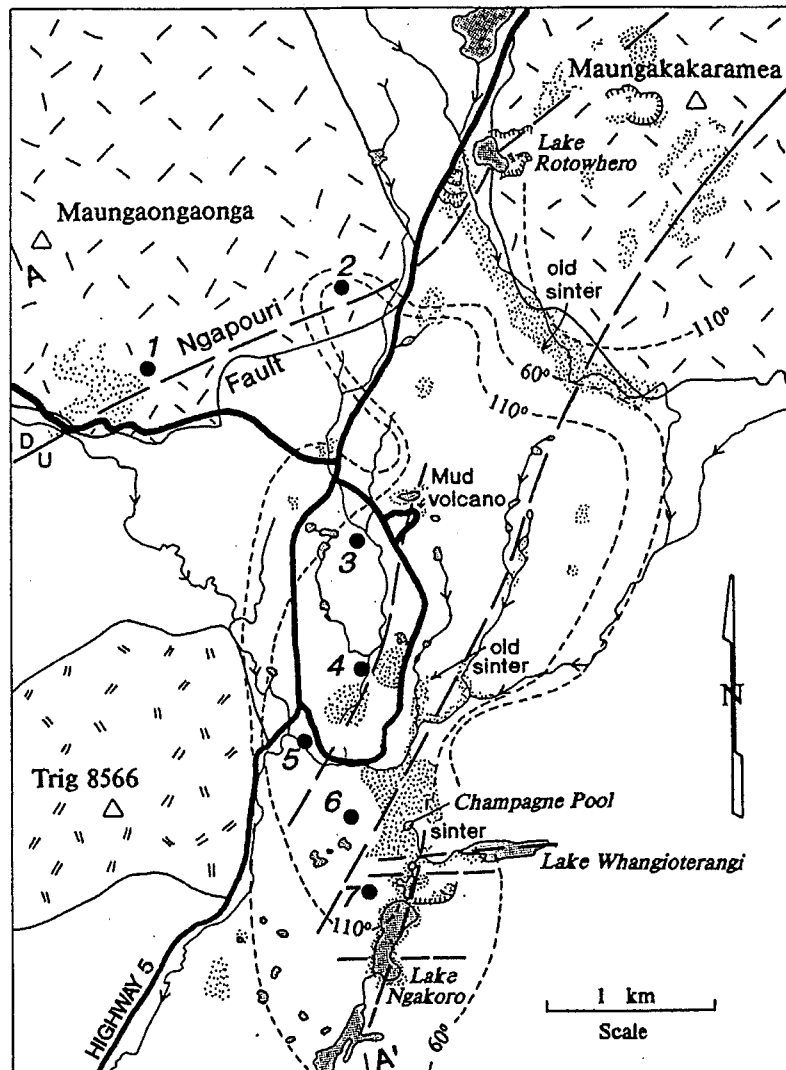 Maungakakaramea
Lake
Rotowhero
Maungaongaonga
A
2
old
sinter
110°
1
Ngapouri
Fault
60°
110°
D
U
Mud
volcano
3
4
old
sinter
N
5
Trig 8566
6
Champagne Pool
sinter
Lake Whangioterangi
7
110°
HIGHWAY 5
Lake
Ngakoro
1 km
Scale
60°
A'